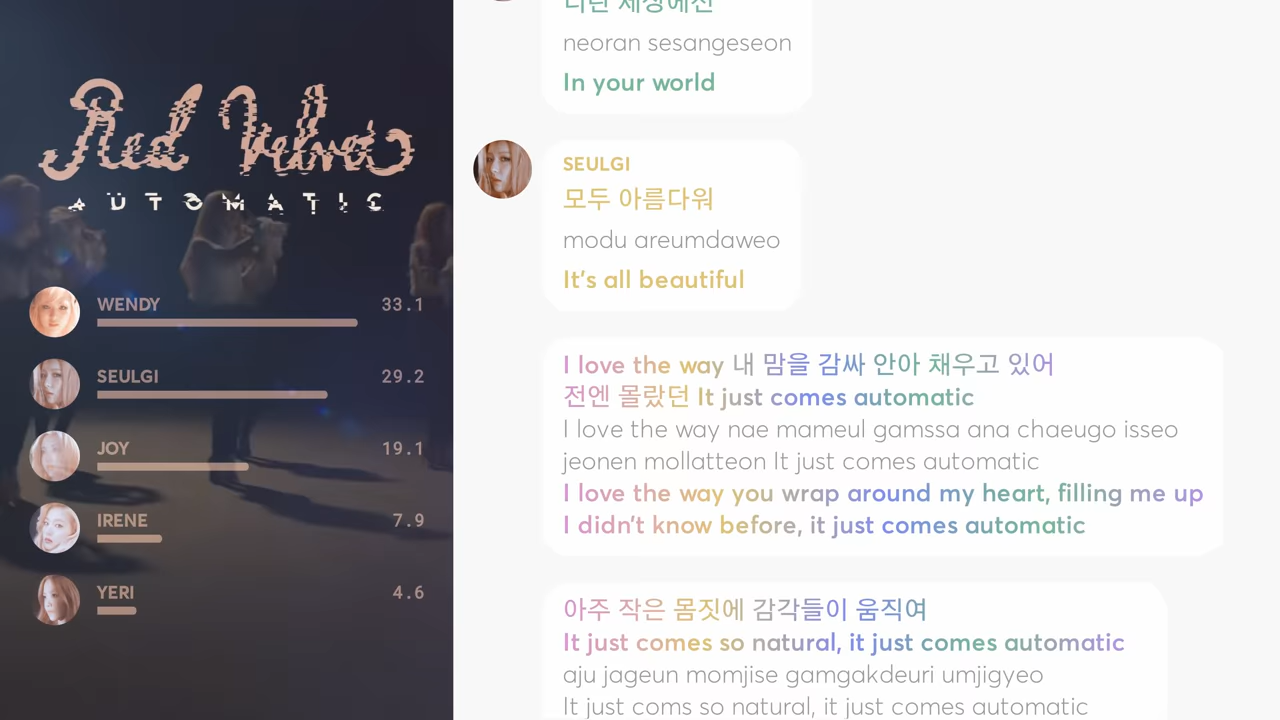 Red Velvet
AUTOMATIC
WENDY 33.1
SEULGI 29.2
JOY 19.1
IRENE 7.9
YERI 4.6
너란 세상에선
neoran sesangeseon
In your world
SEULGI
모두 아름다워
modu areumdaweo
It's all beautiful
I love the way 내 맘을 감싸 안아 채우고 있어
전엔 몰랐던 It just comes automatic
I love the way nae mameul gamssa ana chaeugo isseo
jeonen mollatteon It just comes automatic
I love the way you wrap around my heart, filling me up
I didn't know before, it just comes automatic
아주 작은 몸짓에 감각들이 움직여
It just comes so natural, it just comes automatic
aju jageun momjise gamgakdeuri umjigyeo
It just coms so natural, it just comes automatic